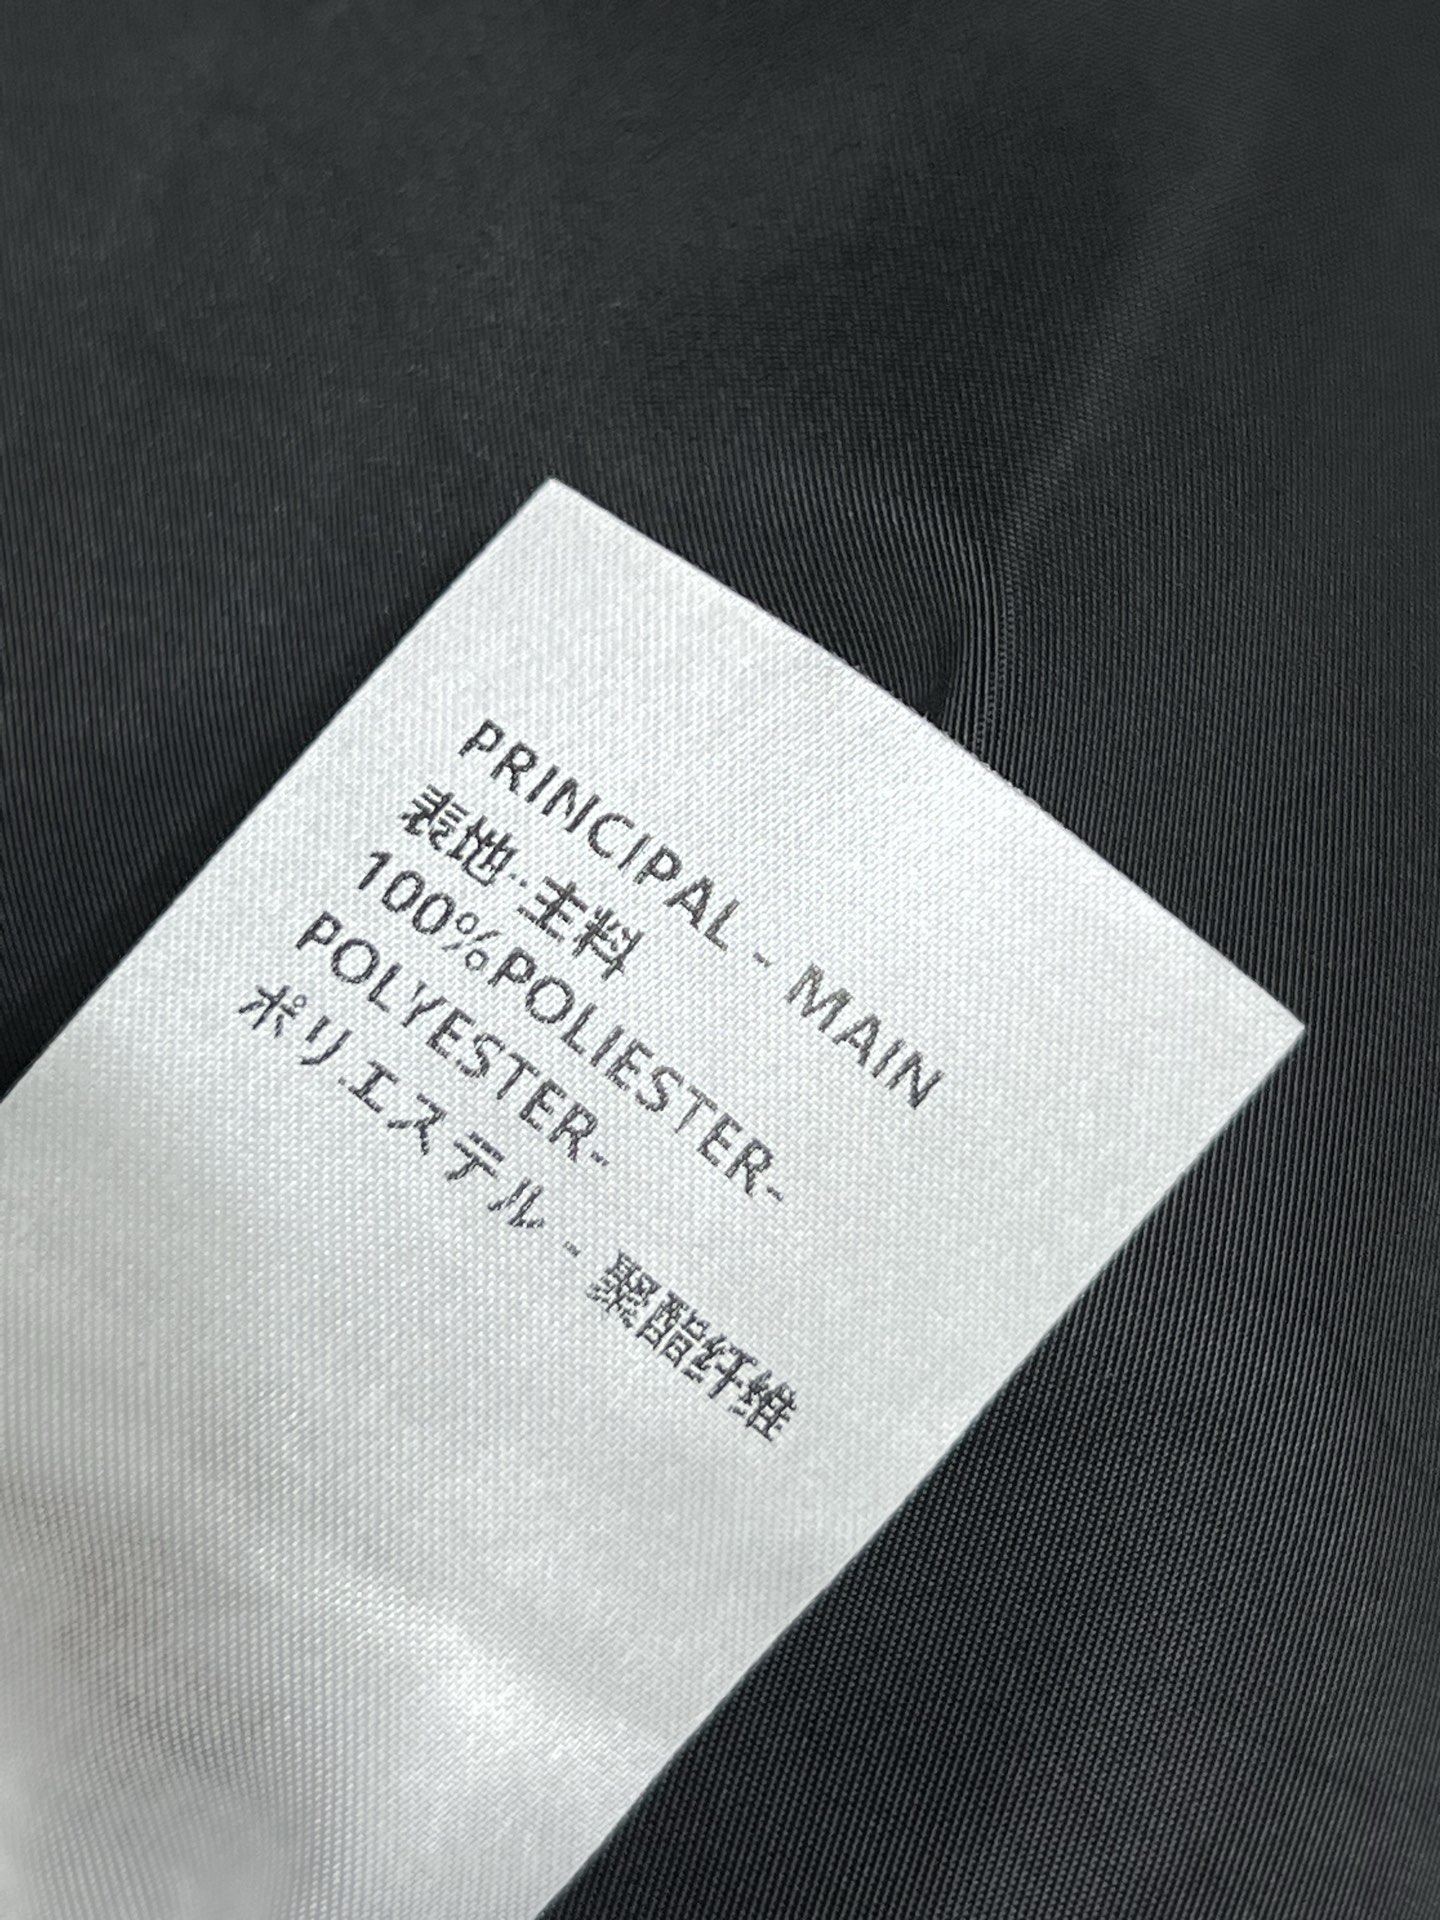 PRINCIPAL - MAIN
表地··主料
100%POLIESTER-
POLYESTER-
ポリエステル - 聚酯纤维